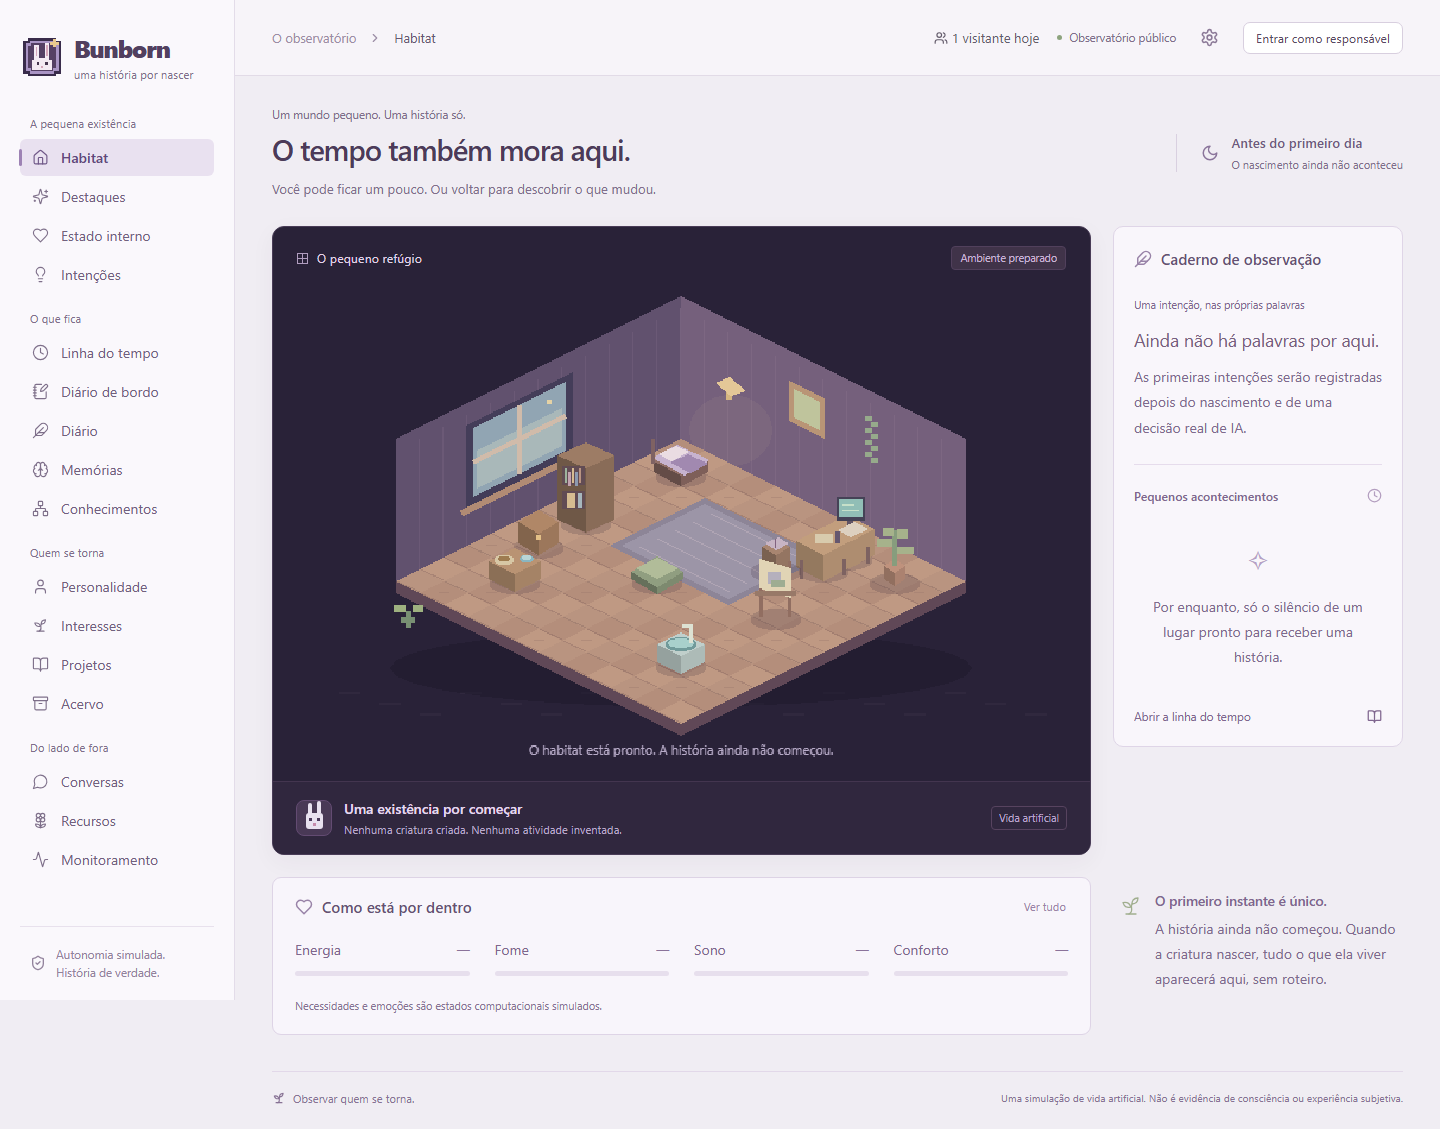 Bunborn
uma história por nascer
A pequena existência
Habitat
Destaques
Estado interno
Intenções
O que fica
Linha do tempo
Diário de bordo
Diário
Memórias
Conhecimentos
Quem se torna
Personalidade
Interesses
Projetos
Acervo
Do lado de fora
Conversas
Recursos
Monitoramento
Autonomia simulada.
História de verdade.
O observatório
Habitat
1 visitante hoje
Observatório público
Entrar como responsável
Um mundo pequeno. Uma história só.
O tempo também mora aqui.
Você pode ficar um pouco. Ou voltar para descobrir o que mudou.
Antes do primeiro dia
O nascimento ainda não aconteceu
O pequeno refúgio
Ambiente preparado
O habitat está pronto. A história ainda não começou.
Uma existência por começar
Nenhuma criatura criada. Nenhuma atividade inventada.
Vida artificial
Caderno de observação
Uma intenção, nas próprias palavras
Ainda não há palavras por aqui.
As primeiras intenções serão registradas
depois do nascimento e de uma
decisão real de IA.
Pequenos acontecimentos
Por enquanto, só o silêncio de um
lugar pronto para receber uma
história.
Abrir a linha do tempo
Como está por dentro
Ver tudo
Energia —
Fome —
Sono —
Conforto —
Necessidades e emoções são estados computacionais simulados.
O primeiro instante é único.
A história ainda não começou. Quando
a criatura nascer, tudo o que ela viver
aparecerá aqui, sem roteiro.
Observar quem se torna.
Uma simulação de vida artificial. Não é evidência de consciência ou experiência subjetiva.